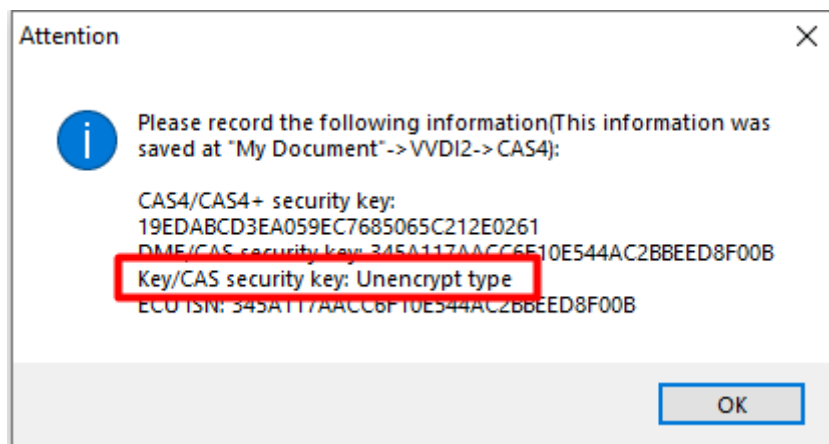 Attention
Please record the following information(This information was
saved at "My Document"->VVDI2->CAS4):
CAS4/CAS4+ security key:
19EDABCD3EA059EC7685065C212E0261
DME/CAS security key: 345A117AACC6F10E544AC2BBEED8F00B
Key/CAS security key: Unencrypt type
ECU ISN: 345A117AACC6F10E544AC2BBEED8F00B
OK